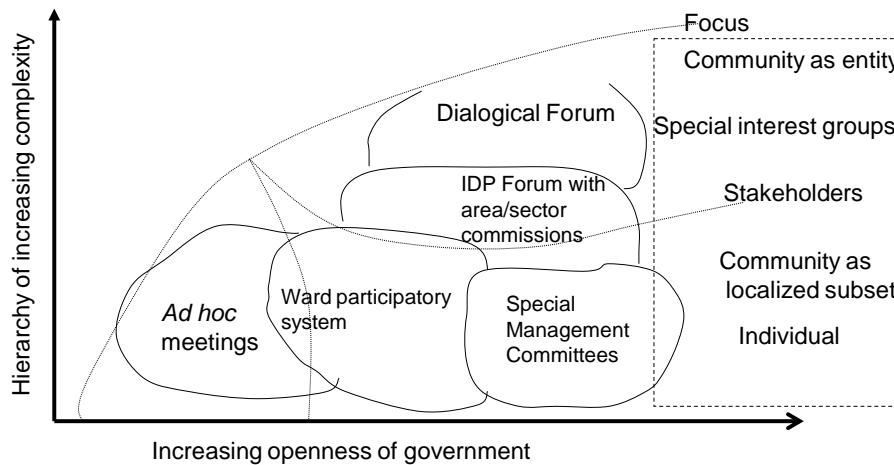 Focus
Community as entity
Dialogical Forum
Special interest groups
IDP Forum with
area/sector
commissions
Stakeholders
Community as
localized subset
Ward participatory
system
Ad hoc
meetings
Special
Management
Committees
Individual
Hierarchy of increasing complexity
Increasing openness of government